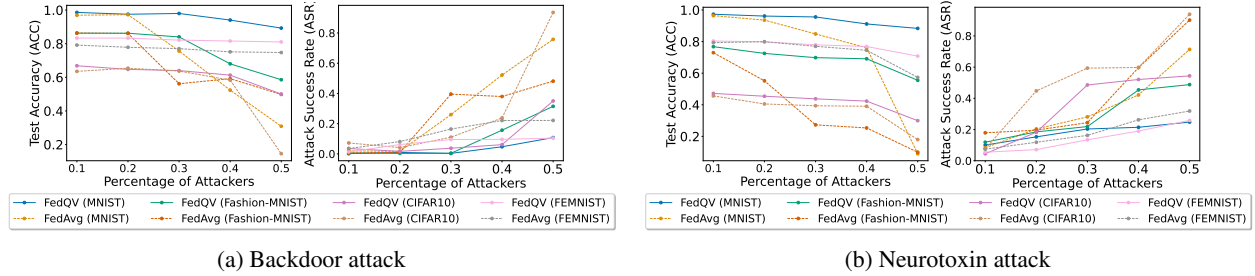 Test Accuracy (ACC)
1.0
0.8
0.6
0.4
0.2
0.1 0.2 0.3 0.4 0.5
Percentage of Attackers
Attack Success Rate (ASR)
0.8
0.6
0.4
0.2
0.0
0.1 0.2 0.3 0.4 0.5
Percentage of Attackers
FedQV (MNIST) FedQV (Fashion-MNIST) FedQV (CIFAR10) FedQV (FEMNIST)
FedAvg (MNIST) FedAvg (Fashion-MNIST) FedAvg (CIFAR10) FedAvg (FEMNIST)
(a) Backdoor attack
Test Accuracy (ACC)
1.0
0.8
0.6
0.4
0.2
0.1 0.2 0.3 0.4 0.5
Percentage of Attackers
Attack Success Rate (ASR)
0.8
0.6
0.4
0.2
0.0
0.1 0.2 0.3 0.4 0.5
Percentage of Attackers
FedQV (MNIST) FedQV (Fashion-MNIST) FedQV (CIFAR10) FedQV (FEMNIST)
FedAvg (MNIST) FedAvg (Fashion-MNIST) FedAvg (CIFAR10) FedAvg (FEMNIST)
(b) Neurotoxin attack